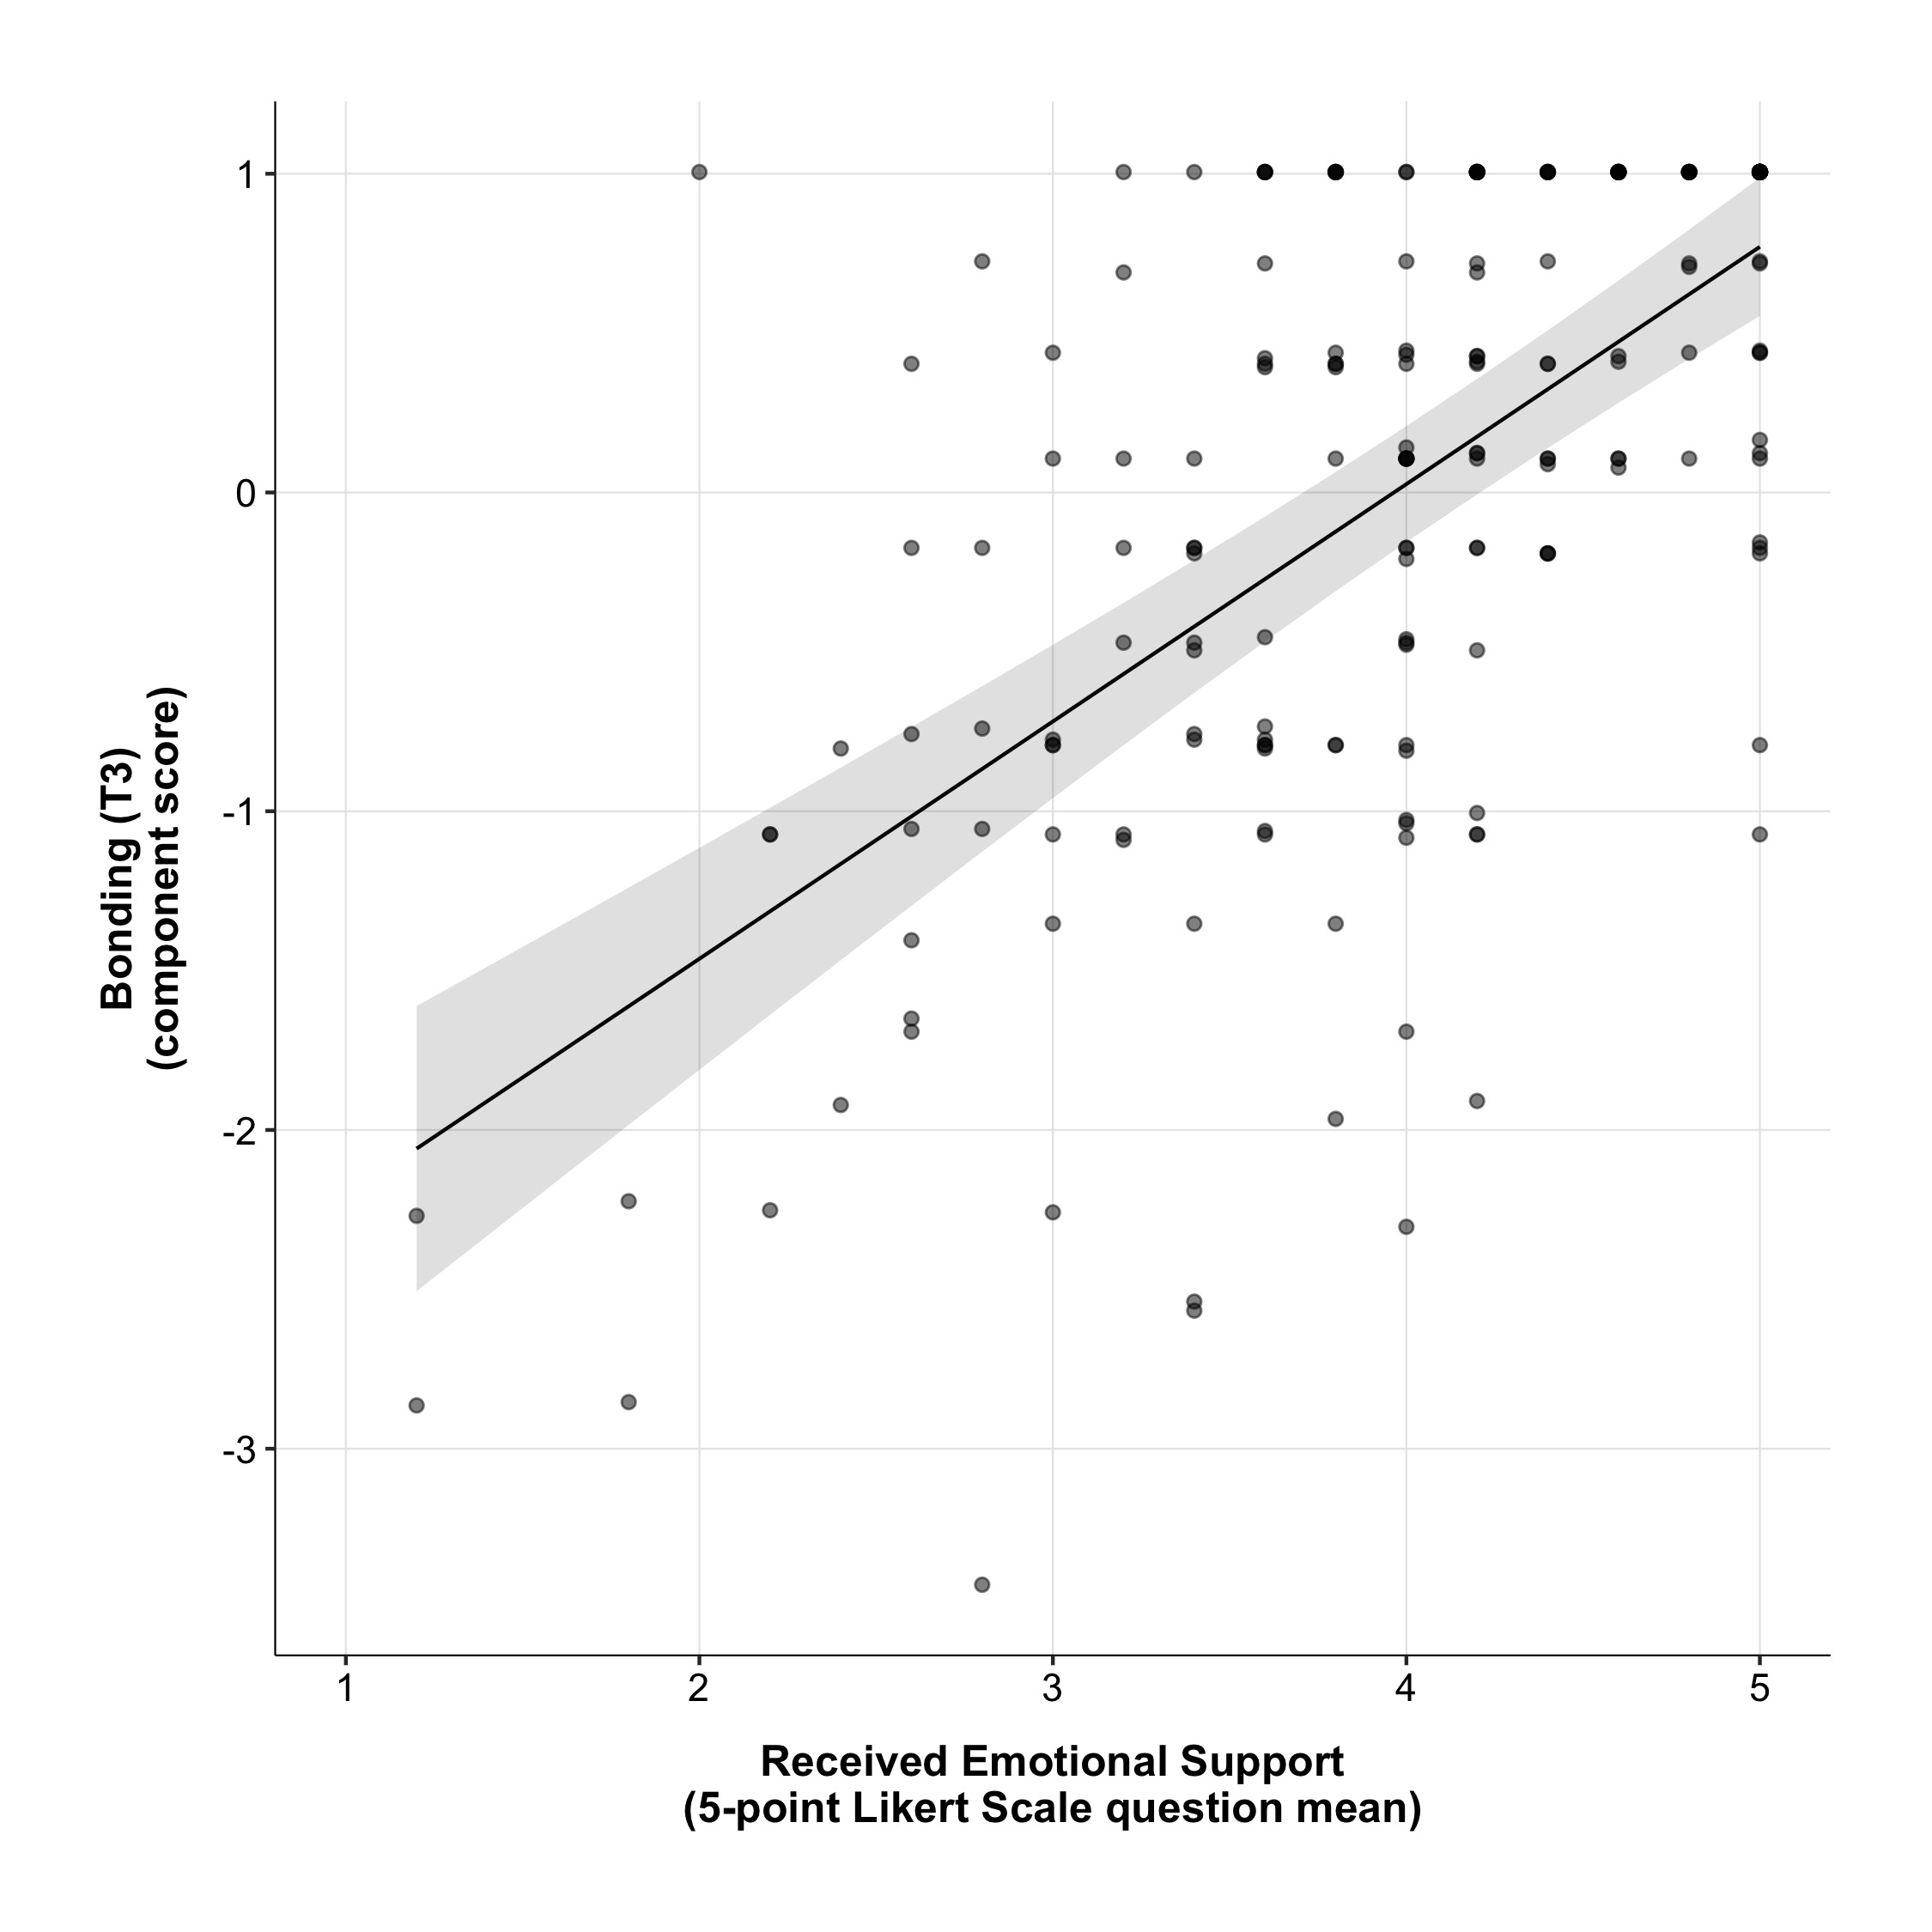 Bonding (T3)
(component score)
1
0
-1
-2
-3
1
2
3
4
5
Received Emotional Support
(5-point Likert Scale question mean)